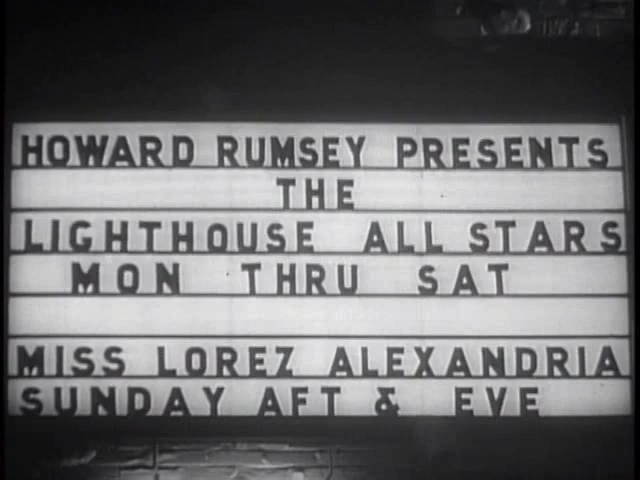 HOWARD RUMSEY PRESENTS
THE
LIGHTHOUSE ALL STARS
MON THRU SAT
MISS LOREZ ALEXANDRIA
SUNDAY AFT & EVE